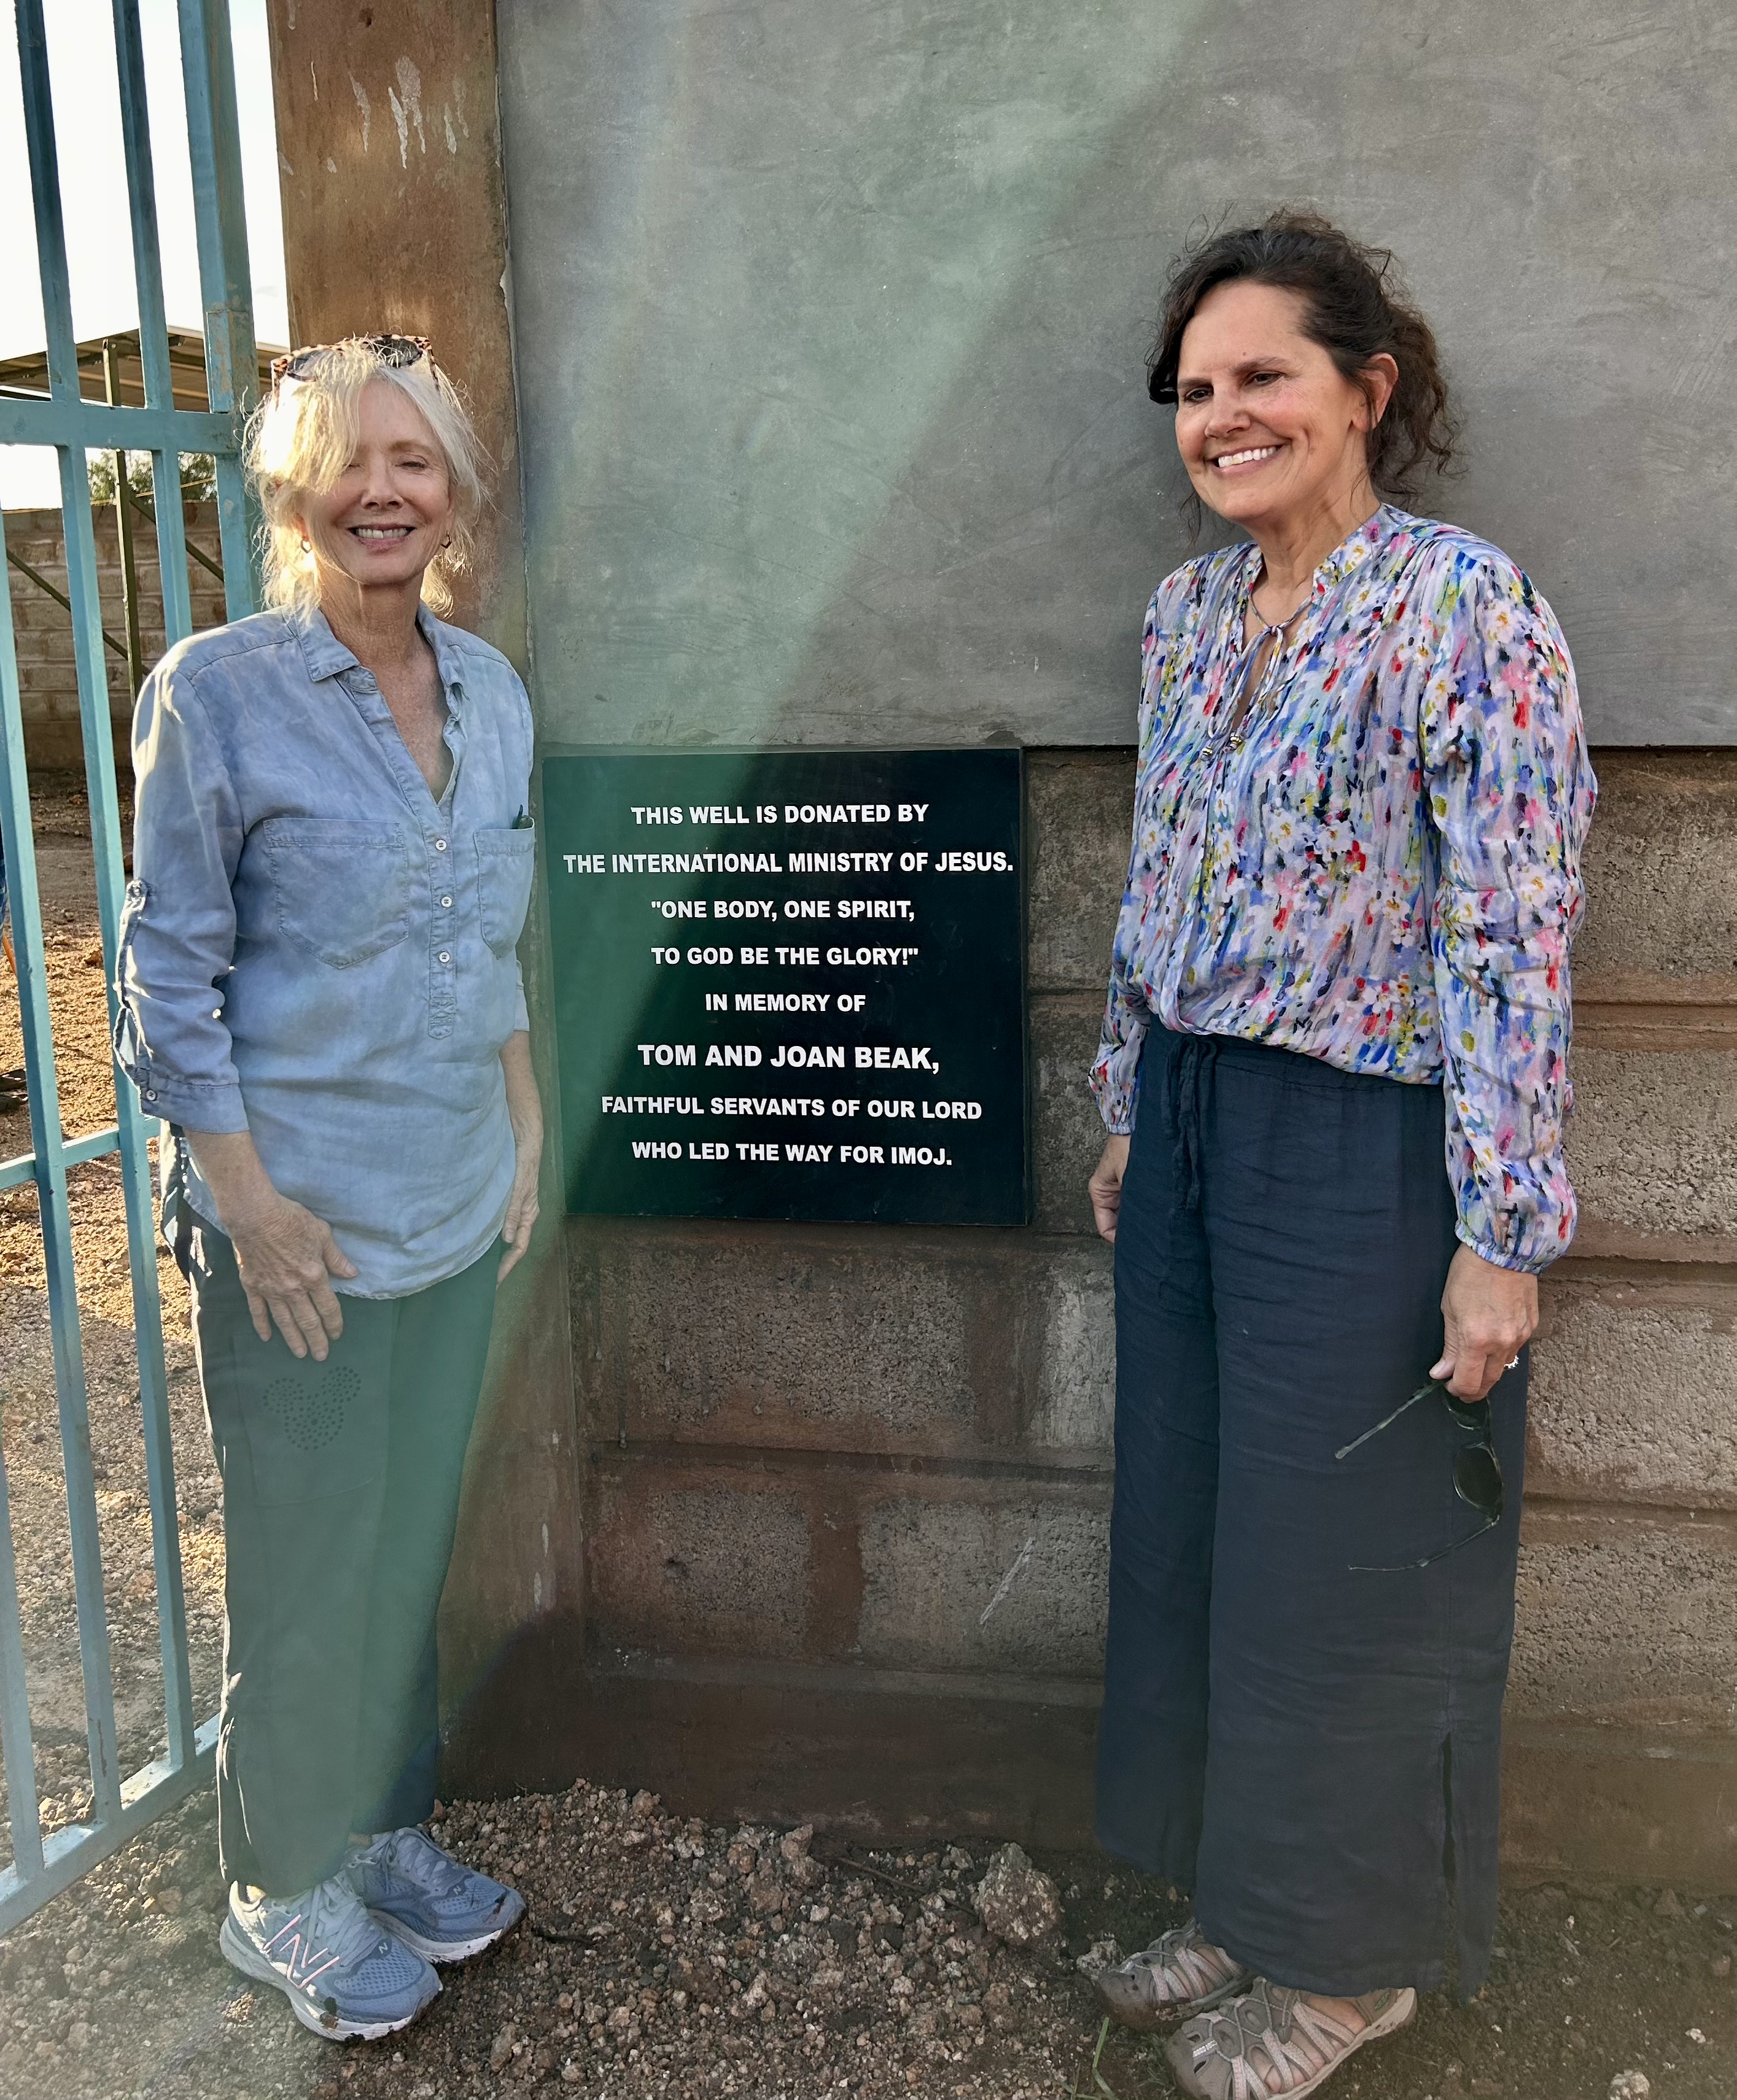 THIS WELL IS DONATED BY
THE INTERNATIONAL MINISTRY OF JESUS.
"ONE BODY, ONE SPIRIT,
TO GOD BE THE GLORY!"
IN MEMORY OF
TOM AND JOAN BEAK,
FAITHFUL SERVANTS OF OUR LORD
WHO LED THE WAY FOR IMOJ.